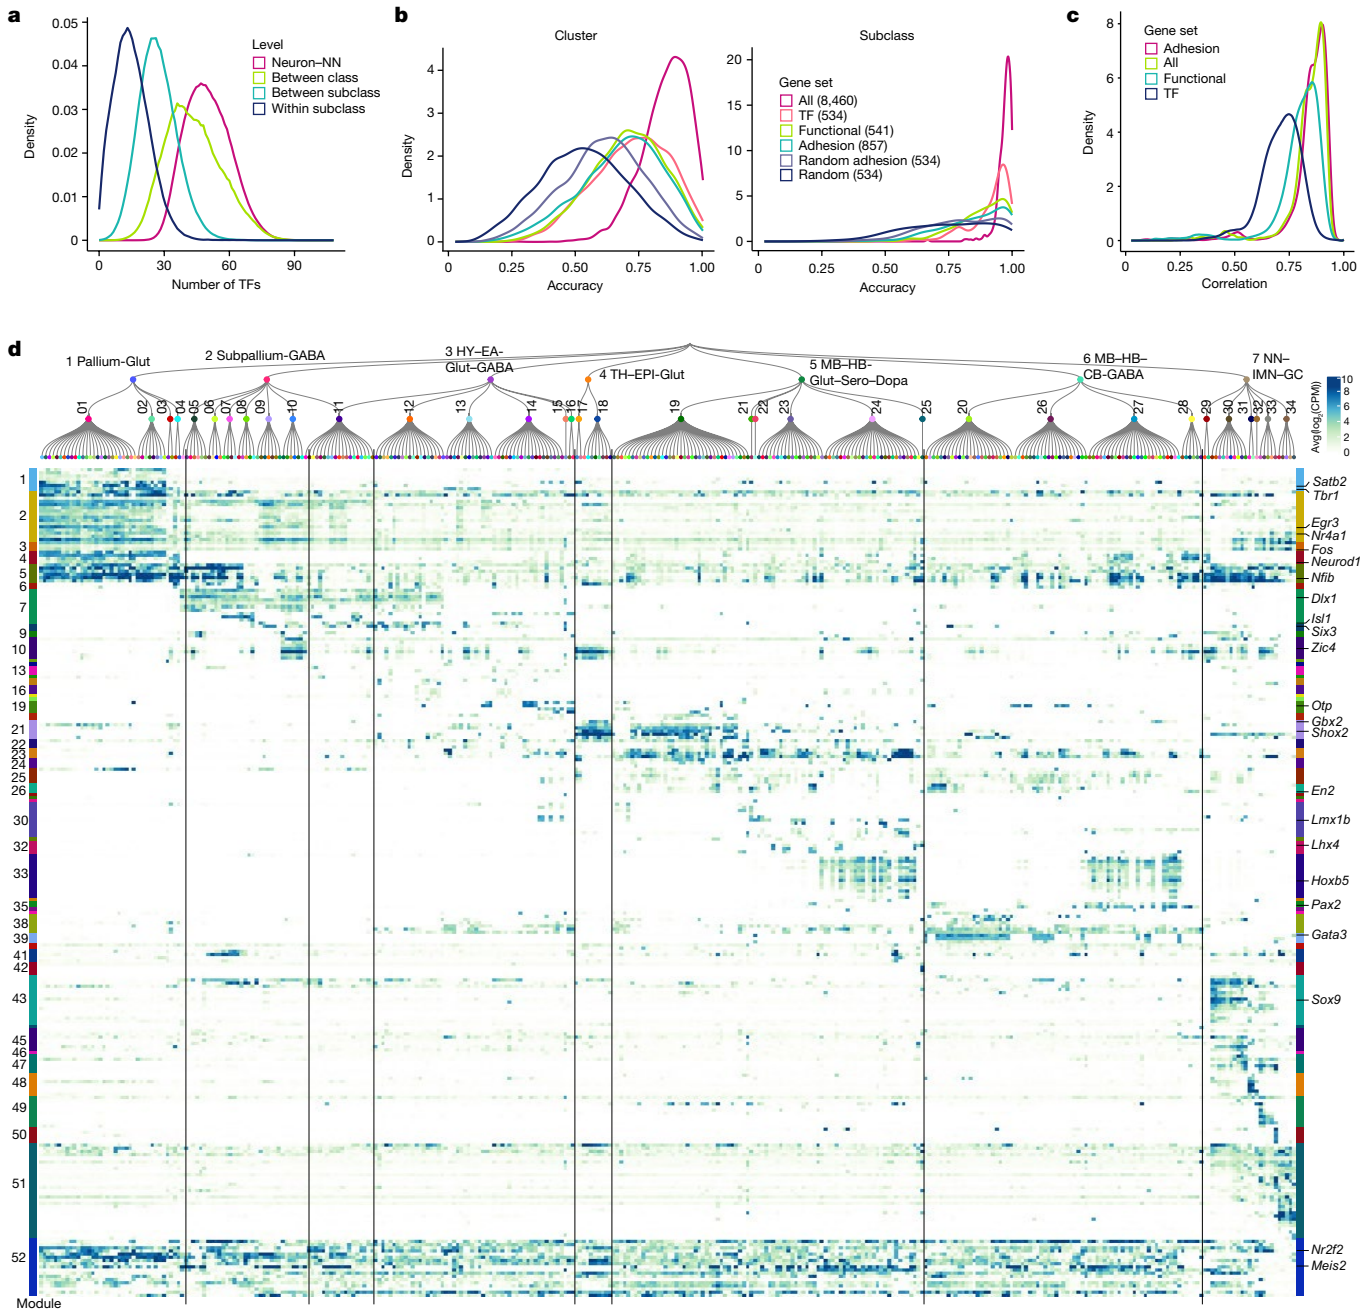 a
0.05
0.04
0.03
0.02
0.01
0
Density
0
30
60
90
Number of TFs
Level
Neuron–NN
Between class
Between subclass
Within subclass
b
Cluster
4
3
2
1
0
Density
0
0.25
0.50
0.75
1.00
Accuracy
Subclass
20
15
10
5
0
Density
0
0.25
0.50
0.75
1.00
Accuracy
Gene set
All (8,460)
TF (534)
Functional (541)
Adhesion (857)
Random adhesion (534)
Random (534)
c
8
6
4
2
0
Density
0
0.25
0.50
0.75
1.00
Correlation
Gene set
Adhesion
All
Functional
TF
d
1 Pallium-Glut
2 Subpallium-GABA
3 HY–EA-
Glut–GABA
4 TH–EPI-Glut
5 MB–HB-
Glut–Sero–Dopa
6 MB–HB–
CB-GABA
7 NN–
IMN–GC
01
02
03
04
05
06
07
08
09
10
11
12
13
14
15
16
17
18
19
21
22
23
24
25
20
26
27
28
29
30
31
32
33
34
Avg(log2(CPM))
10
8
6
4
2
0
1
2
3
4
5
6
7
9
10
13
16
19
21
22
23
24
25
26
30
32
33
35
38
39
41
42
43
45
46
47
48
49
50
51
52
Module
Satb2
Tbr1
Egr3
Nr4a1
Fos
Neurod1
Nfib
Dlx1
Isl1
Six3
Zic4
Otp
Gbx2
Shox2
En2
Lmx1b
Lhx4
Hoxb5
Pax2
Gata3
Sox9
Nr2f2
Meis2